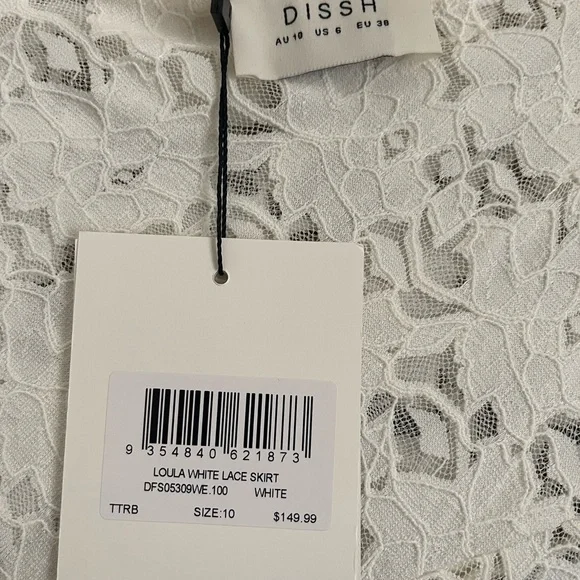 DISSH
AU 10 US 6 EU 38
9 354840 621873
LOULA WHITE LACE SKIRT
DFS05309WE.100 WHITE
TTRB SIZE:10 $149.99